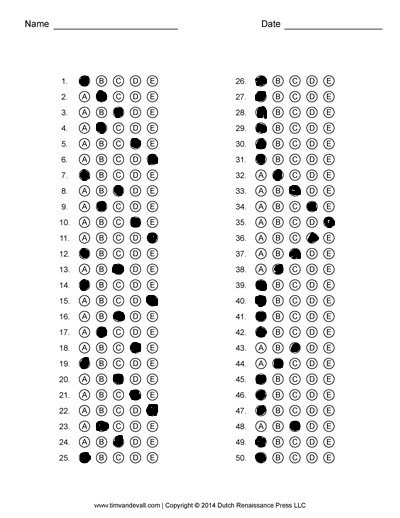 Name
Date
1. B C D E
2. A C D E
3. A B D E
4. A C D E
5. A B C E
6. A B C D
7. B C D E
8. A B D E
9. A C D E
10. A B C E
11. A B C D
12. B C D E
13. A B D E
14. B C D E
15. A B C D
16. A B D E
17. A C D E
18. A B C E
19. B C D E
20. A B D E
21. A B C E
22. A B C D
23. A C D E
24. A B D E
25. B C D E
26. B C D E
27. B C D E
28. B C D E
29. B C D E
30. B C D E
31. B C D E
32. A C D E
33. A B D E
34. A B C E
35. A B C D
36. A B C E
37. A B D E
38. A C D E
39. B C D E
40. B C D E
41. B C D E
42. B C D E
43. A B D E
44. A C D E
45. B C D E
46. B C D E
47. B C D E
48. A B D E
49. B C D E
50. B C D E
www.timvandevall.com | Copyright © 2014 Dutch Renaissance Press LLC